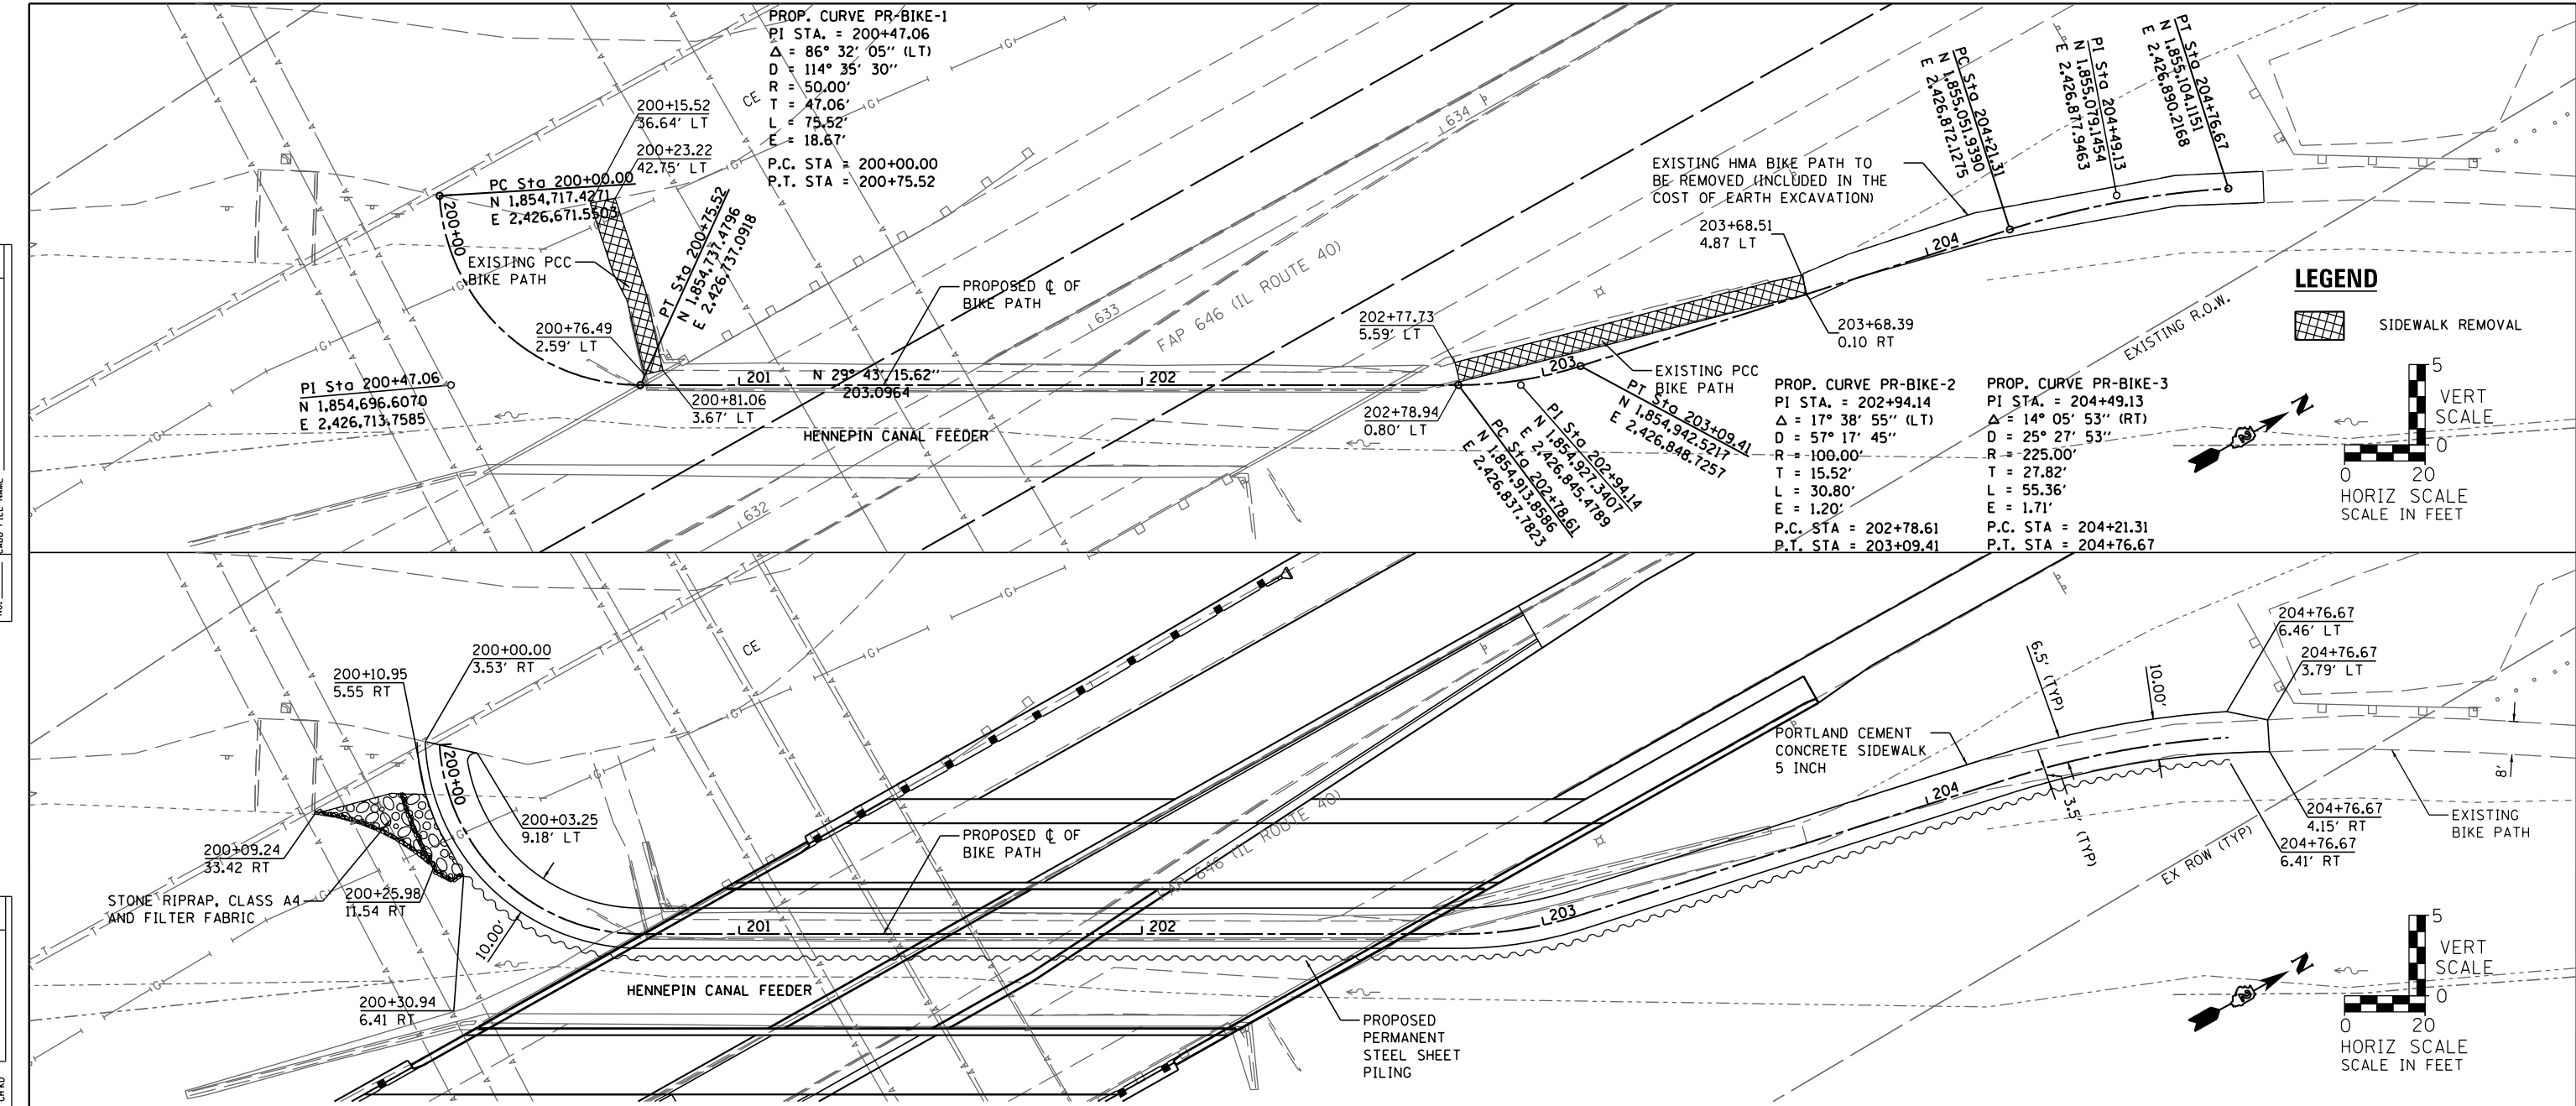 PROP. CURVE PR-BIKE-1
PI STA. = 200+47.06
Δ = 86° 32' 05'' (LT)
D = 114° 35' 30''
R = 50.00'
T = 47.06'
L = 75.52'
E = 18.67'
P.C. STA = 200+00.00
P.T. STA = 200+75.52
CE
G
200+15.52
36.64' LT
200+23.22
42.75' LT
PC Sta 200+00.00
N 1,854,717.4271
E 2,426,671.5503
200+00
EXISTING PCC
BIKE PATH
PT Sta 200+75.52
N 1,854,737.4796
E 2,426,737.0918
200+76.49
2.59' LT
PI Sta 200+47.06
N 1,854,696.6070
E 2,426,713.7585
200+81.06
3.67' LT
201
N 29° 43' 15.62''
203.0964
202
PROPOSED ℄ OF
BIKE PATH
HENNEPIN CANAL FEEDER
632
633
634
FAP 646 (IL ROUTE 40)
202+77.73
5.59' LT
202+78.94
0.80' LT
203
EXISTING PCC
BIKE PATH
PC Sta 202+78.61
N 1,854,913.8586
E 2,426,837.7823
PI Sta 202+94.14
N 1,854,927.3407
E 2,426,845.4789
PT Sta 203+09.41
N 1,854,942.5217
E 2,426,848.7257
EXISTING HMA BIKE PATH TO
BE REMOVED (INCLUDED IN THE
COST OF EARTH EXCAVATION)
203+68.51
4.87 LT
203+68.39
0.10 RT
204
PC Sta 204+21.31
N 1,855,051.9390
E 2,426,872.1275
PI Sta 204+49.13
N 1,855,079.1454
E 2,426,877.9463
PT Sta 204+76.67
N 1,855,104.1151
E 2,426,890.2168
EXISTING R.O.W.
LEGEND
SIDEWALK REMOVAL
PROP. CURVE PR-BIKE-2
PI STA. = 202+94.14
Δ = 17° 38' 55'' (LT)
D = 57° 17' 45''
R = 100.00'
T = 15.52'
L = 30.80'
E = 1.20'
P.C. STA = 202+78.61
P.T. STA = 203+09.41
PROP. CURVE PR-BIKE-3
PI STA. = 204+49.13
Δ = 14° 05' 53'' (RT)
D = 25° 27' 53''
R = 225.00'
T = 27.82'
L = 55.36'
E = 1.71'
P.C. STA = 204+21.31
P.T. STA = 204+76.67
N
5
VERT
SCALE
0
0 20
HORIZ SCALE
SCALE IN FEET
CE
200+00.00
3.53' RT
200+10.95
5.55 RT
200+00
200+03.25
9.18' LT
200+09.24
33.42 RT
STONE RIPRAP, CLASS A4
AND FILTER FABRIC
200+25.98
11.54 RT
10.00'
200+30.94
6.41 RT
201
202
PROPOSED ℄ OF
BIKE PATH
FAP 646 (IL ROUTE 40)
HENNEPIN CANAL FEEDER
PROPOSED
PERMANENT
STEEL SHEET
PILING
203
PORTLAND CEMENT
CONCRETE SIDEWALK
5 INCH
204
6.5' (TYP)
10.00'
3.5' (TYP)
204+76.67
6.46' LT
204+76.67
3.79' LT
204+76.67
4.15' RT
204+76.67
6.41' RT
8'
EXISTING
BIKE PATH
EX ROW (TYP)
N
5
VERT
SCALE
0
0 20
HORIZ SCALE
SCALE IN FEET